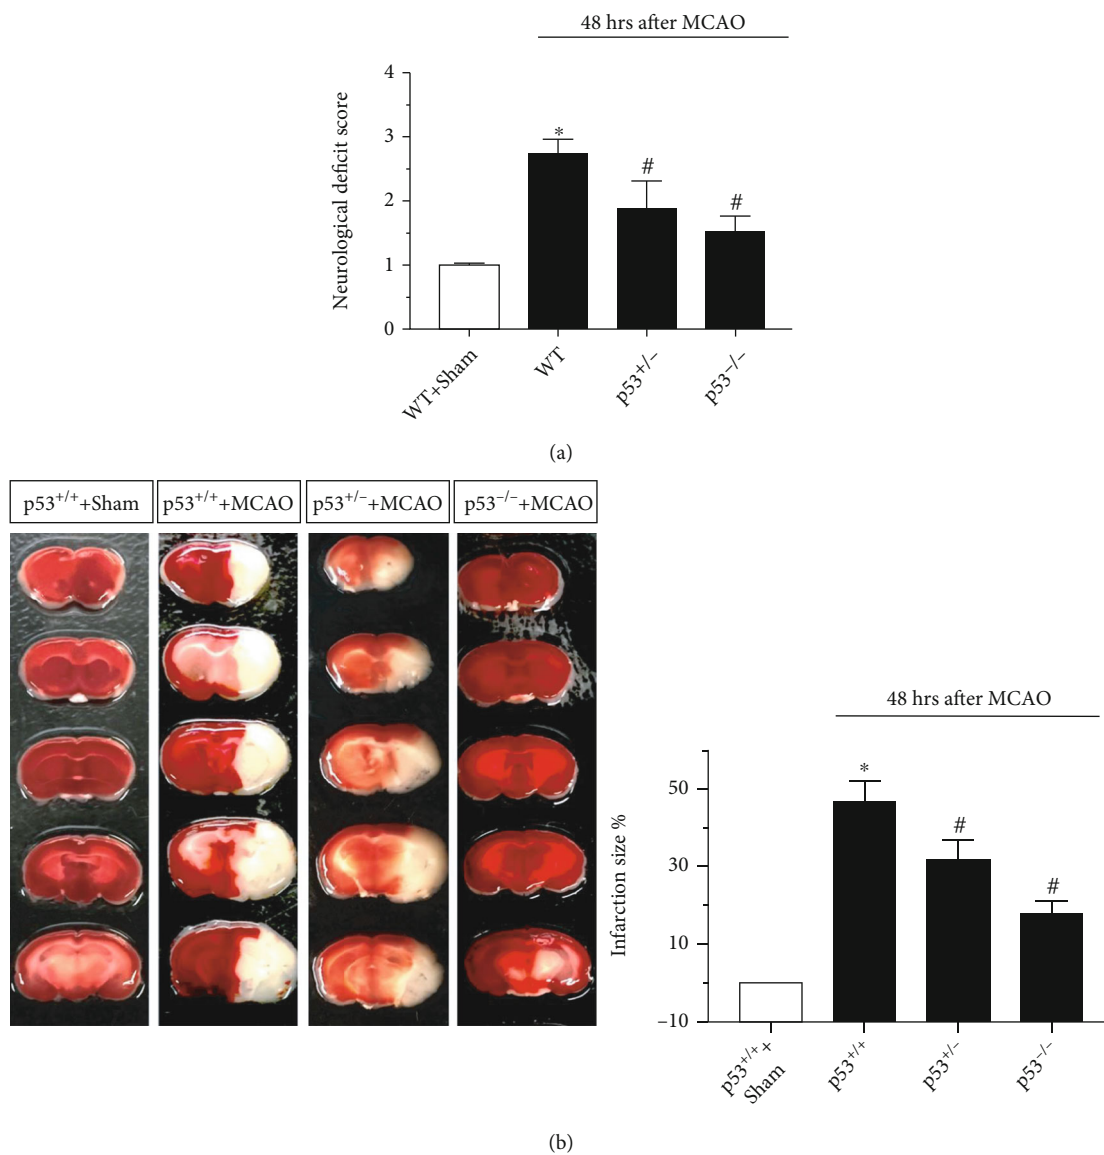 48 hrs after MCAO
Neurological deficit score
4
3
2
1
0
*
#
#
WT+Sham
WT
p53+/−
p53−/−
(a)
p53+/++Sham
p53+/++MCAO
p53+/−+MCAO
p53−/−+MCAO
48 hrs after MCAO
Infarction size %
50
30
10
−10
*
#
#
p53+/++
Sham
p53+/+
p53+/−
p53−/−
(b)